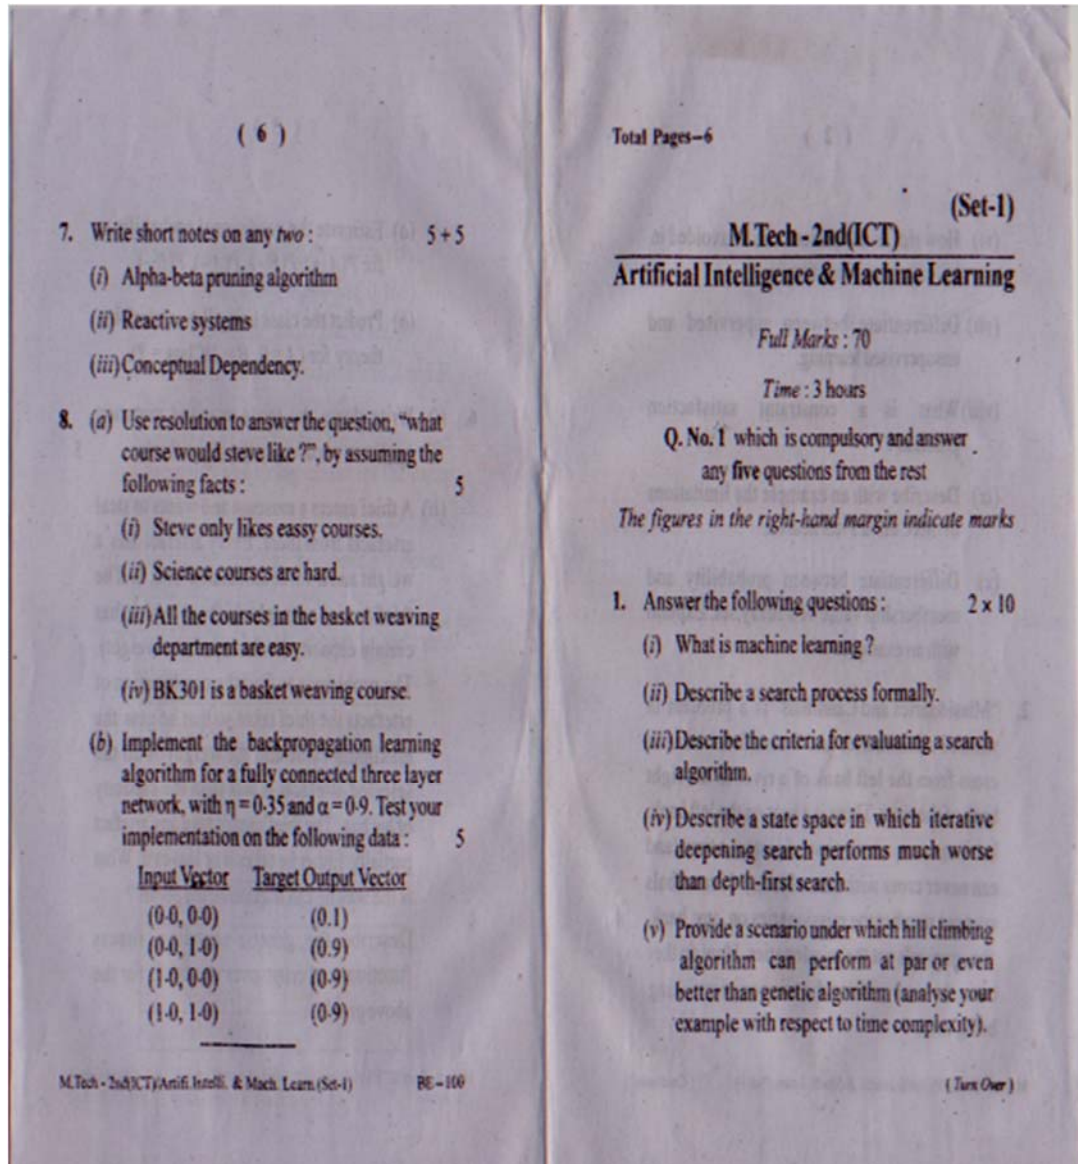 ( 6 )
7. Write short notes on any two : 5 + 5
(i) Alpha-beta pruning algorithm
(ii) Reactive systems
(iii) Conceptual Dependency.
8. (a) Use resolution to answer the question, “what
course would steve like ?”, by assuming the
following facts : 5
(i) Steve only likes eassy courses.
(ii) Science courses are hard.
(iii) All the courses in the basket weaving
department are easy.
(iv) BK301 is a basket weaving course.
(b) Implement the backpropagation learning
algorithm for a fully connected three layer
network, with η = 0·35 and α = 0·9. Test your
implementation on the following data : 5
Input Vector Target Output Vector
(0·0, 0·0) (0.1)
(0·0, 1·0) (0.9)
(1·0, 0·0) (0·9)
(1·0, 1·0) (0·9)
M.Tech - 2nd(ICT)/Artifi. Intelli. & Mach. Learn.(Set-1) BE – 100
Total Pages—6
(Set-1)
M.Tech - 2nd(ICT)
Artificial Intelligence & Machine Learning
Full Marks : 70
Time : 3 hours
Q. No. 1 which is compulsory and answer
any five questions from the rest
The figures in the right-hand margin indicate marks
1. Answer the following questions : 2 x 10
(i) What is machine learning ?
(ii) Describe a search process formally.
(iii) Describe the criteria for evaluating a search
algorithm.
(iv) Describe a state space in which iterative
deepening search performs much worse
than depth-first search.
(v) Provide a scenario under which hill climbing
algorithm can perform at par or even
better than genetic algorithm (analyse your
example with respect to time complexity).
( Turn Over )